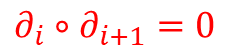 ∂ᵢ ∘ ∂ᵢ₊₁ = 0